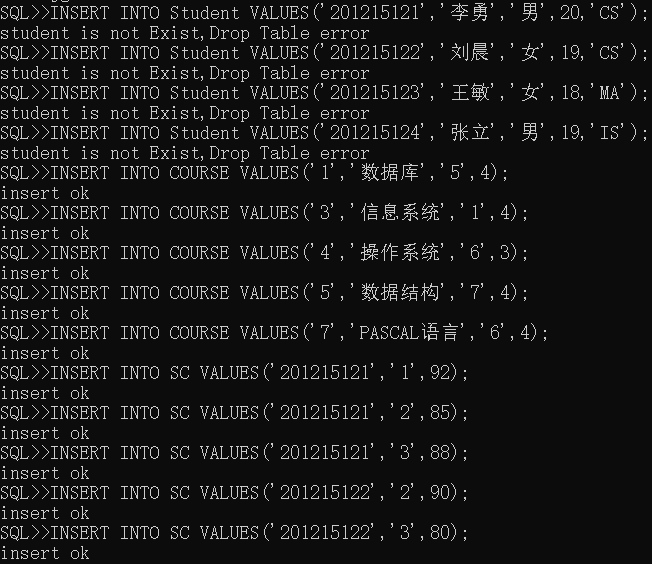 SQL>>INSERT INTO Student VALUES('201215121','李勇','男',20,'CS');
student is not Exist,Drop Table error
SQL>>INSERT INTO Student VALUES('201215122','刘晨','女',19,'CS');
student is not Exist,Drop Table error
SQL>>INSERT INTO Student VALUES('201215123','王敏','女',18,'MA');
student is not Exist,Drop Table error
SQL>>INSERT INTO Student VALUES('201215124','张立','男',19,'IS');
student is not Exist,Drop Table error
SQL>>INSERT INTO COURSE VALUES('1','数据库','5',4);
insert ok
SQL>>INSERT INTO COURSE VALUES('3','信息系统','1',4);
insert ok
SQL>>INSERT INTO COURSE VALUES('4','操作系统','6',3);
insert ok
SQL>>INSERT INTO COURSE VALUES('5','数据结构','7',4);
insert ok
SQL>>INSERT INTO COURSE VALUES('7','PASCAL语言','6',4);
insert ok
SQL>>INSERT INTO SC VALUES('201215121','1',92);
insert ok
SQL>>INSERT INTO SC VALUES('201215121','2',85);
insert ok
SQL>>INSERT INTO SC VALUES('201215121','3',88);
insert ok
SQL>>INSERT INTO SC VALUES('201215122','2',90);
insert ok
SQL>>INSERT INTO SC VALUES('201215122','3',80);
insert ok